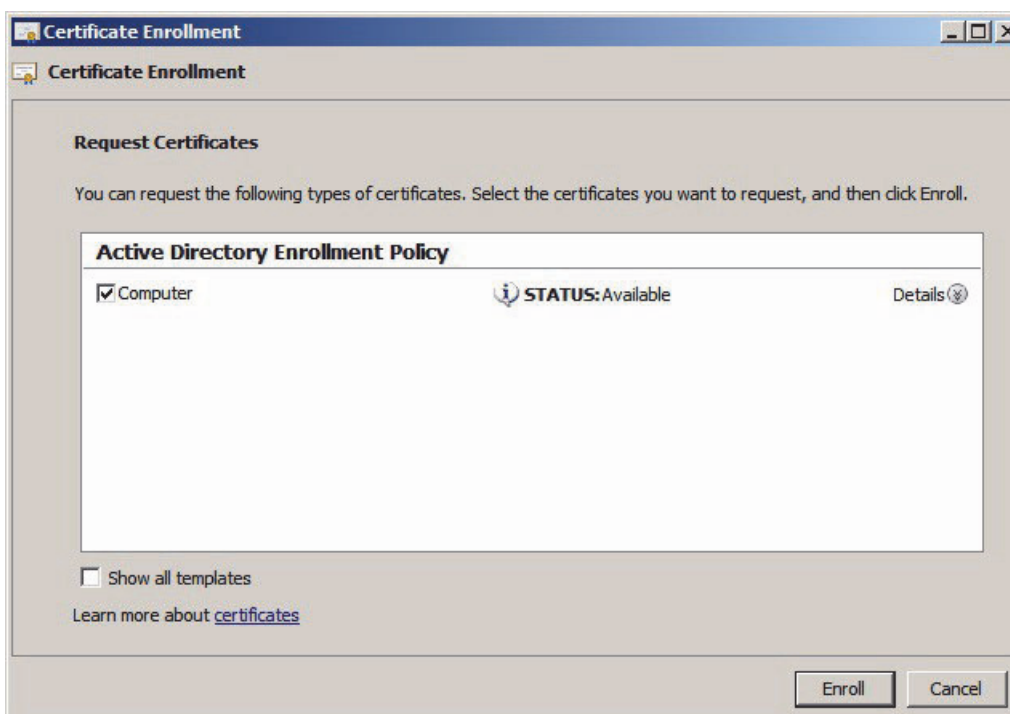 Certificate Enrollment
Certificate Enrollment
Request Certificates
You can request the following types of certificates. Select the certificates you want to request, and then click Enroll.
Active Directory Enrollment Policy
Computer STATUS: Available Details
Show all templates
Learn more about certificates
Enroll Cancel